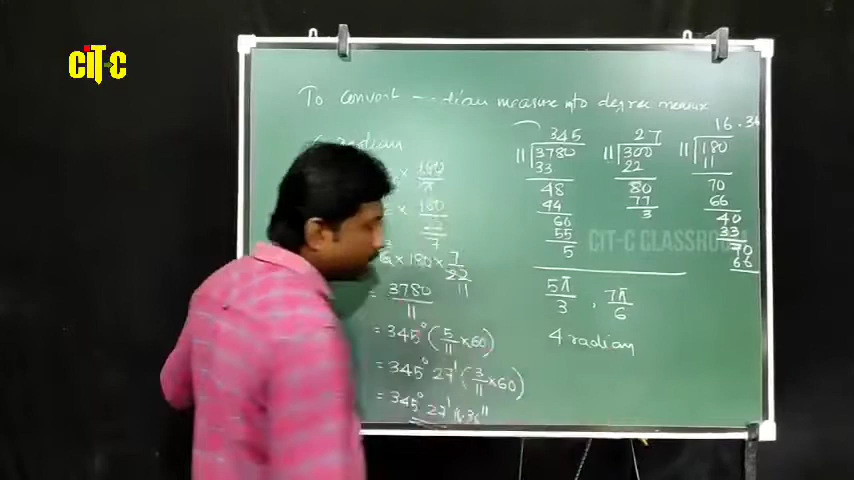 CiT-C
To convert radian measure into degree measure
6 radian
× 180/π
× 180/(22/7)
× 180 × 7/22
11
= 3780/11
= 345° (5/11 × 60)
= 345° 27' (3/11 × 60)
= 345° 27' 16.36"
345
11 3780
33
48
44
60
55
5
27
11 300
22
80
77
3
16.36
11 180
11
70
66
40
33
70
66
CIT-C CLASSROOM
5π/3 , 7π/6
4 radian